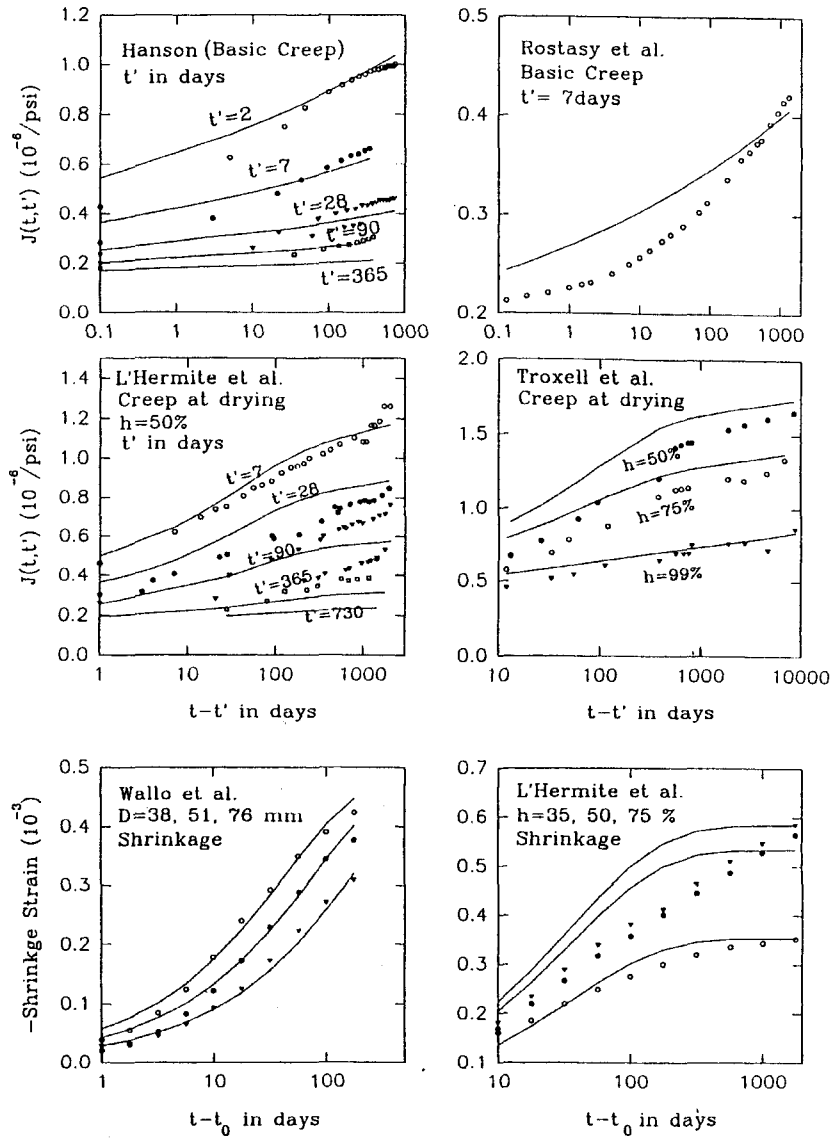 Hanson (Basic Creep)
t' in days
t'=2
t'=7
t'=28
t'=90
t'=365
J(t,t') (10⁻⁶/psi)
1.2
1.0
0.8
0.6
0.4
0.2
0.0
0.1
1
10
100
1000
Rostasy et al.
Basic Creep
t'= 7days
0.5
0.4
0.3
0.2
0.1
1
10
100
1000
L'Hermite et al.
Creep at drying
h=50%
t' in days
t'=7
t'=28
t'=90
t'=365
t'=730
J(t,t') (10⁻⁶/psi)
1.4
1.2
1.0
0.8
0.6
0.4
0.2
0.0
1
10
100
1000
t-t' in days
Troxell et al.
Creep at drying
h=50%
h=75%
h=99%
2.0
1.5
1.0
0.5
0.0
10
100
1000
10000
t-t' in days
Wallo et al.
D=38, 51, 76 mm
Shrinkage
-Shrinkge Strain (10⁻³)
0.5
0.4
0.3
0.2
0.1
0.0
1
10
100
t-t₀ in days
L'Hermite et al.
h=35, 50, 75 %
Shrinkage
0.7
0.6
0.5
0.4
0.3
0.2
0.1
10
100
1000
t-t₀ in days